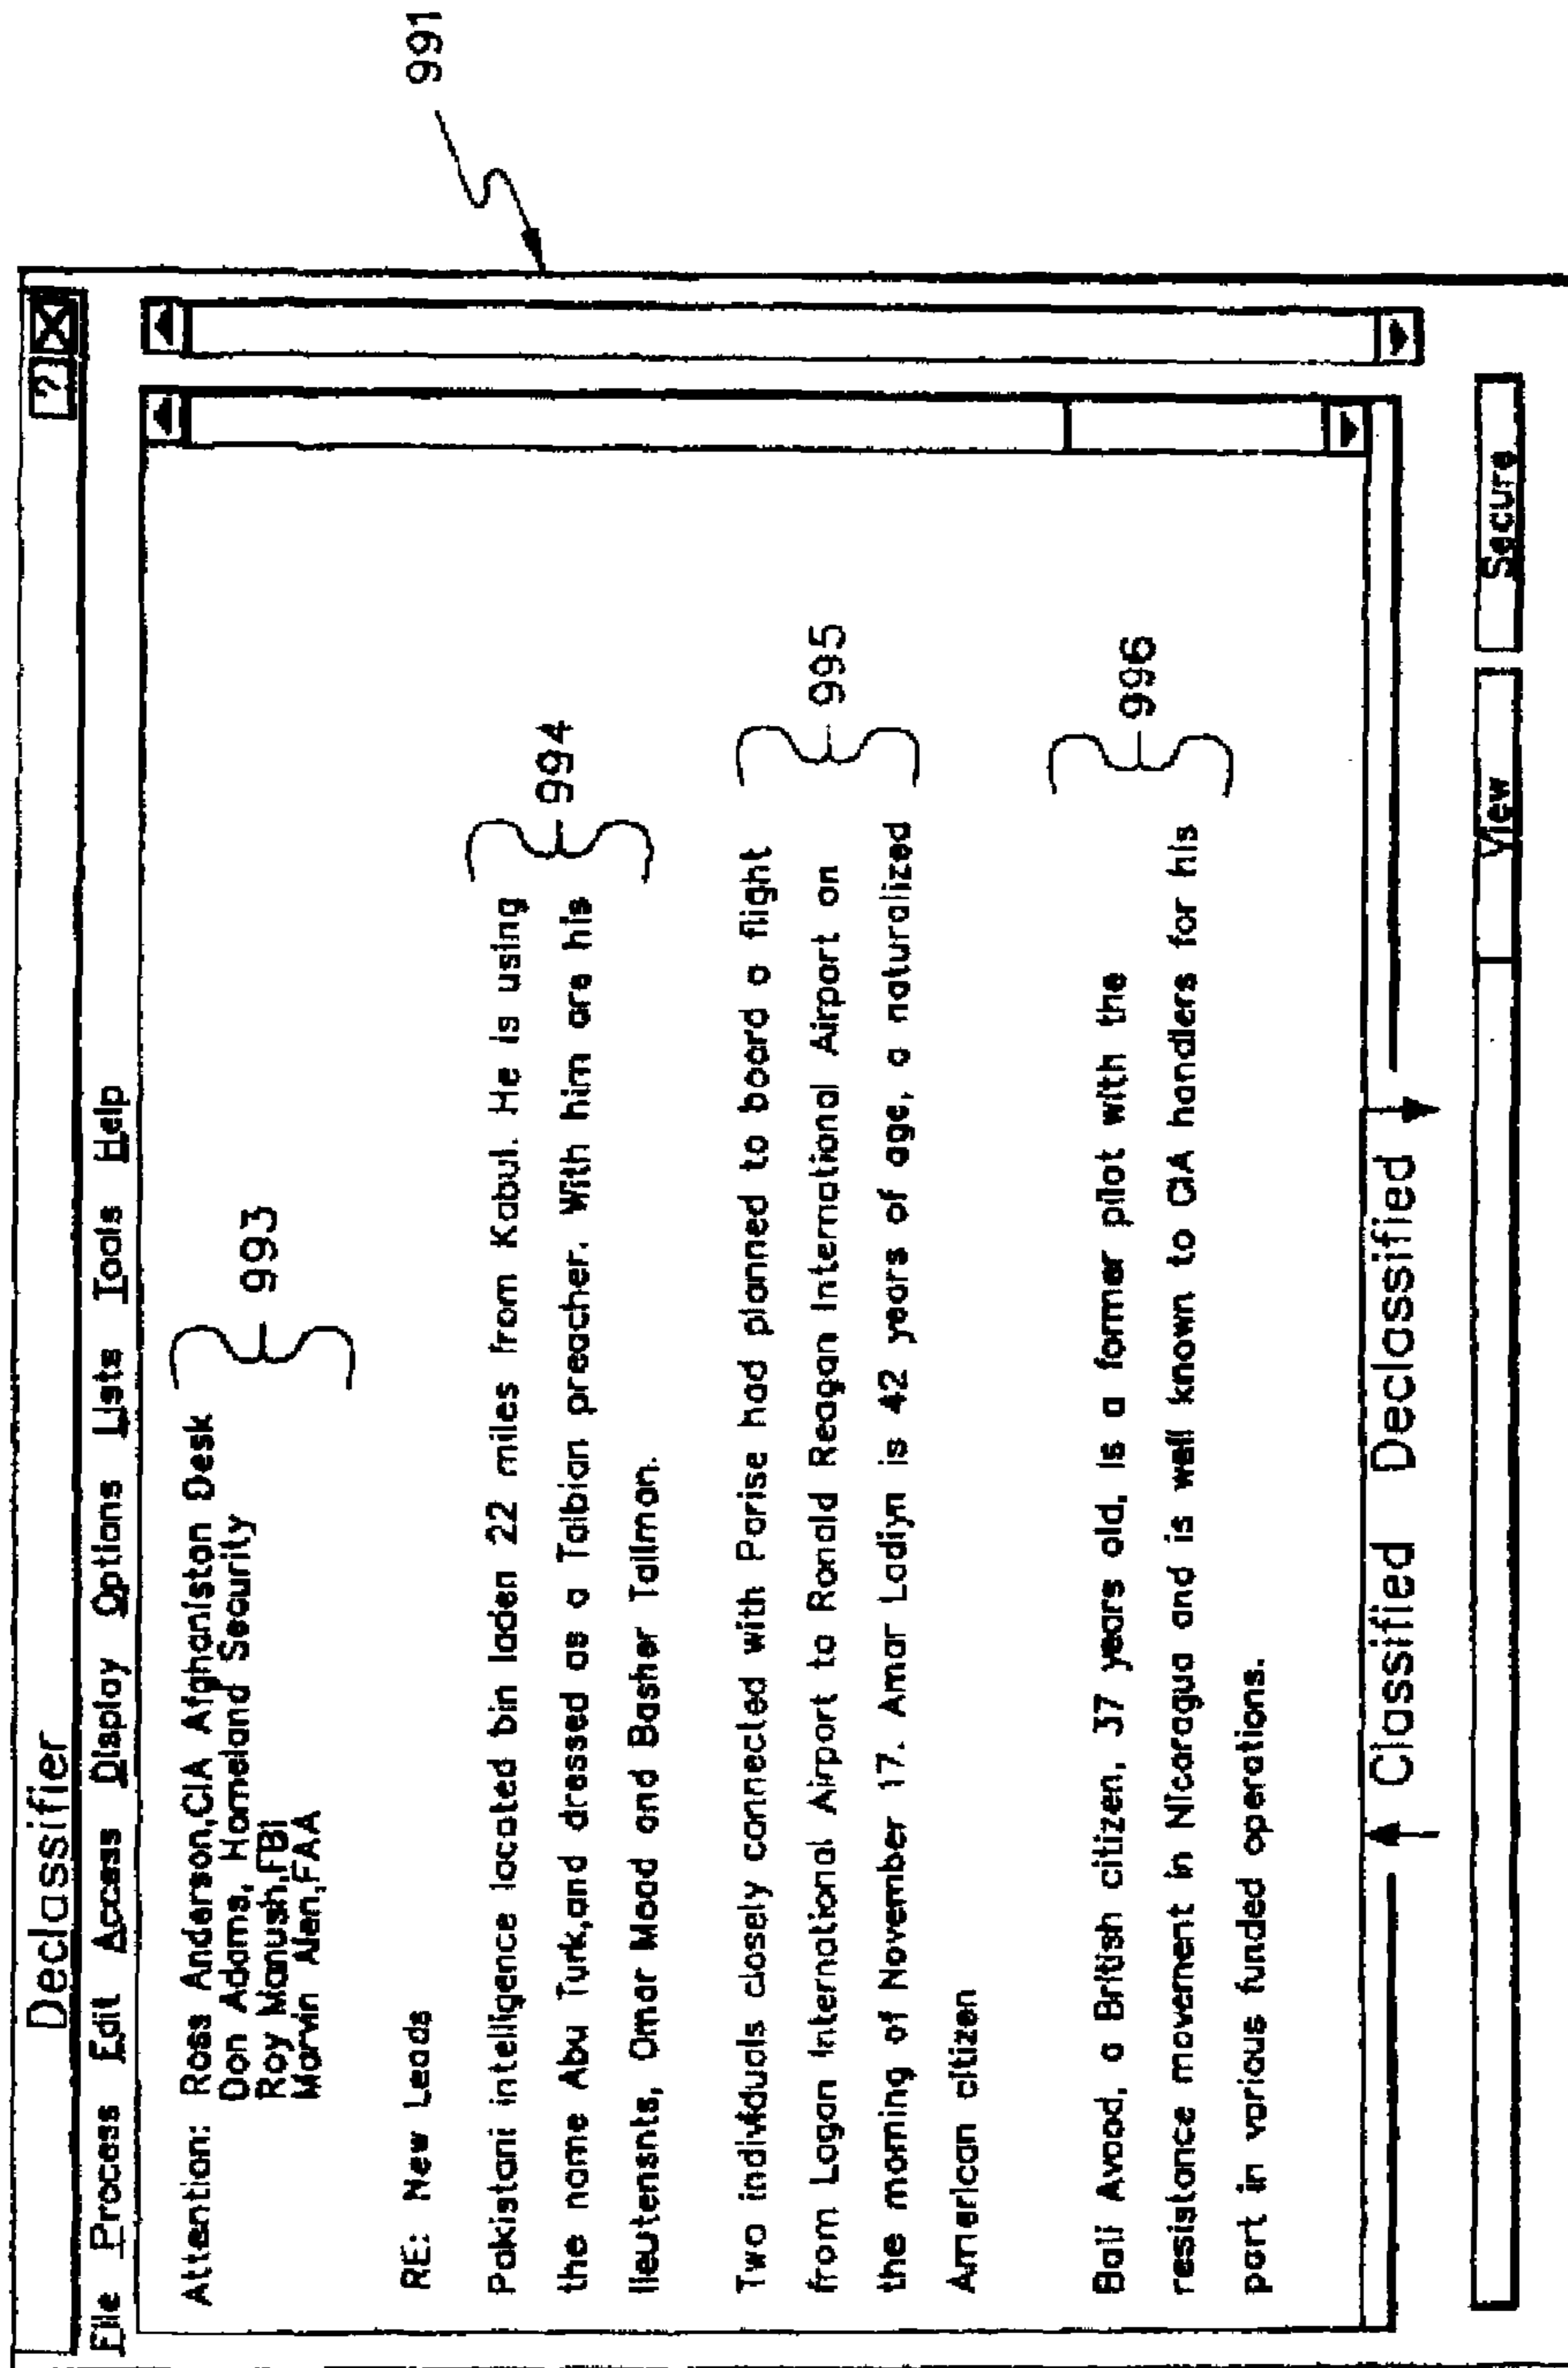 Declassifier
? X
File Process Edit Access Display Options Lists Tools Help
991
Attention: Ross Anderson,CIA Afghanistan Desk
Don Adams, Homeland Security
Roy Manush,FBI
Marvin Alen,FAA
993
RE: New Leads
Pakistani intelligence located bin laden 22 miles from Kabul. He is using
the name Abu Turk,and dressed as a Talbian preacher. With him are his
lieutensnts, Omar Moad and Basher Tallman.
994
Two individuals closely connected with Parise had planned to board a flight
from Logan International Airport to Ronald Reagan International Airport on
the morning of November 17. Amar Ladiyn is 42 years of age, a naturalized
American citizen
995
Bali Avood, a British citizen, 37 years old, is a former pilot with the
resistance movement in Nicaragua and is well known to CIA handlers for his
part in various funded operations.
996
Classified Declassified
View Secure